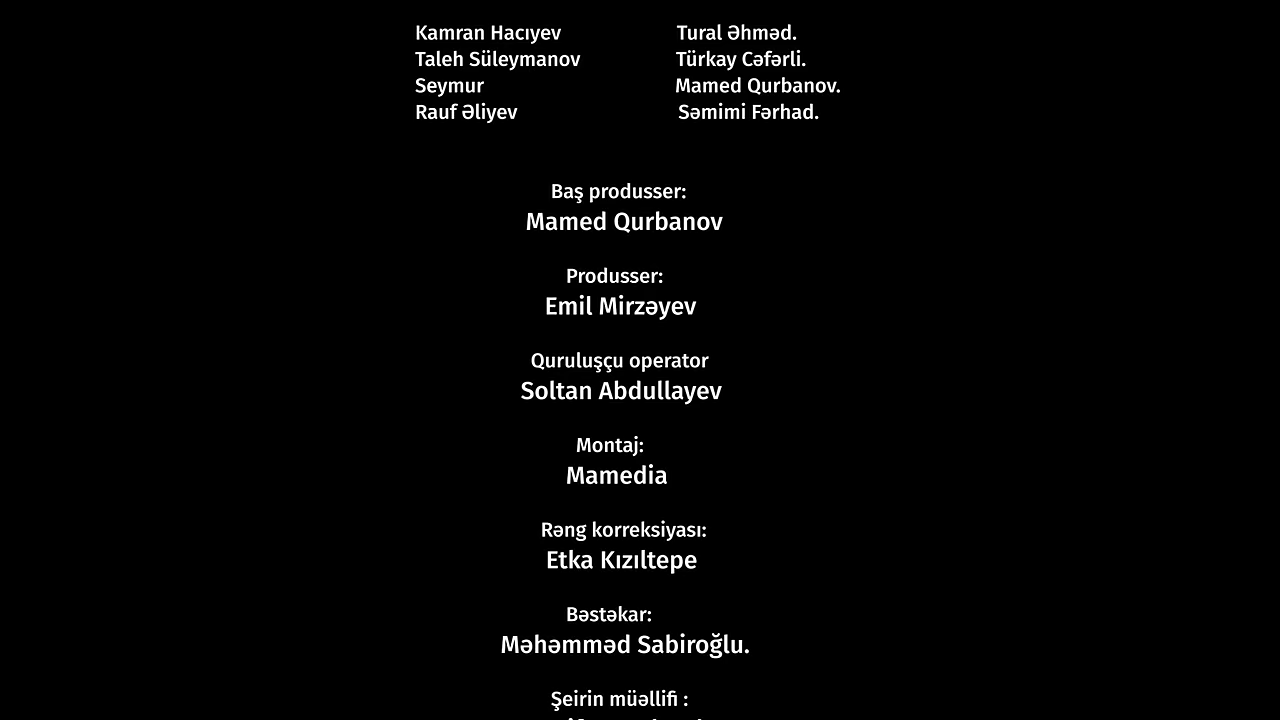 Kamran Hacıyev Tural Əhməd.
Taleh Süleymanov Türkay Cəfərli.
Seymur Mamed Qurbanov.
Rauf Əliyev Səmimi Fərhad.
Baş produsser:
Mamed Qurbanov
Produsser:
Emil Mirzəyev
Quruluşçu operator
Soltan Abdullayev
Montaj:
Mamedia
Rəng korreksiyası:
Etka Kızıltepe
Bəstəkar:
Məhəmməd Sabiroğlu.
Şeirin müəllifi :